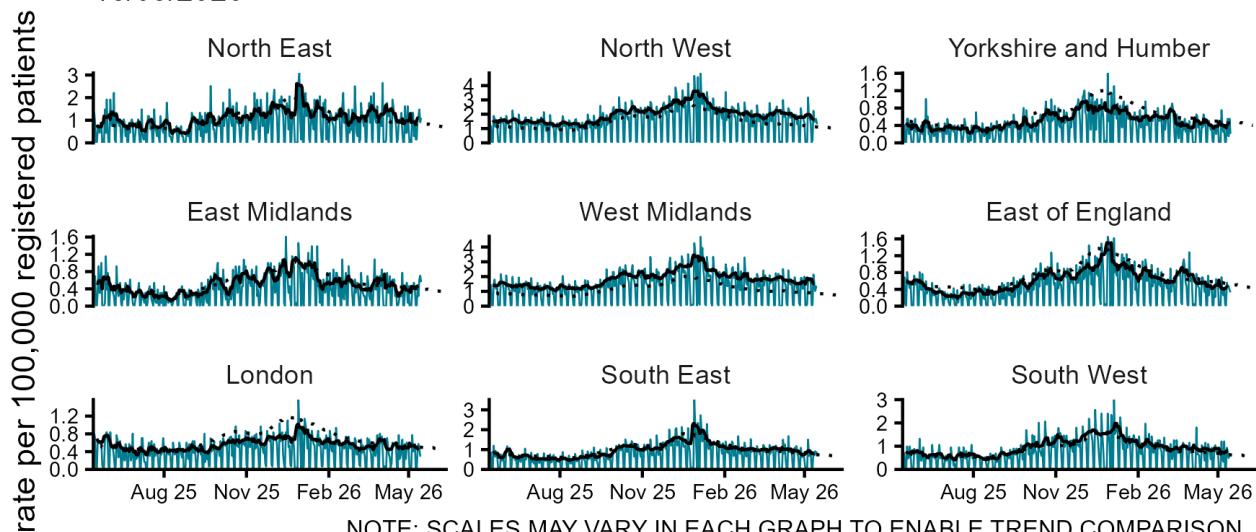 rate per 100,000 registered patients
North East
3
2
1
0
North West
4
3
2
1
0
Yorkshire and Humber
1.6
1.2
0.8
0.4
0.0
East Midlands
1.6
1.2
0.8
0.4
0.0
West Midlands
4
3
2
1
0
East of England
1.6
1.2
0.8
0.4
0.0
London
1.2
0.8
0.4
0.0
Aug 25 Nov 25 Feb 26 May 26
South East
3
2
1
0
Aug 25 Nov 25 Feb 26 May 26
South West
3
2
1
0
Aug 25 Nov 25 Feb 26 May 26
NOTE: SCALES MAY VARY IN EACH GRAPH TO ENABLE TREND COMPARISON